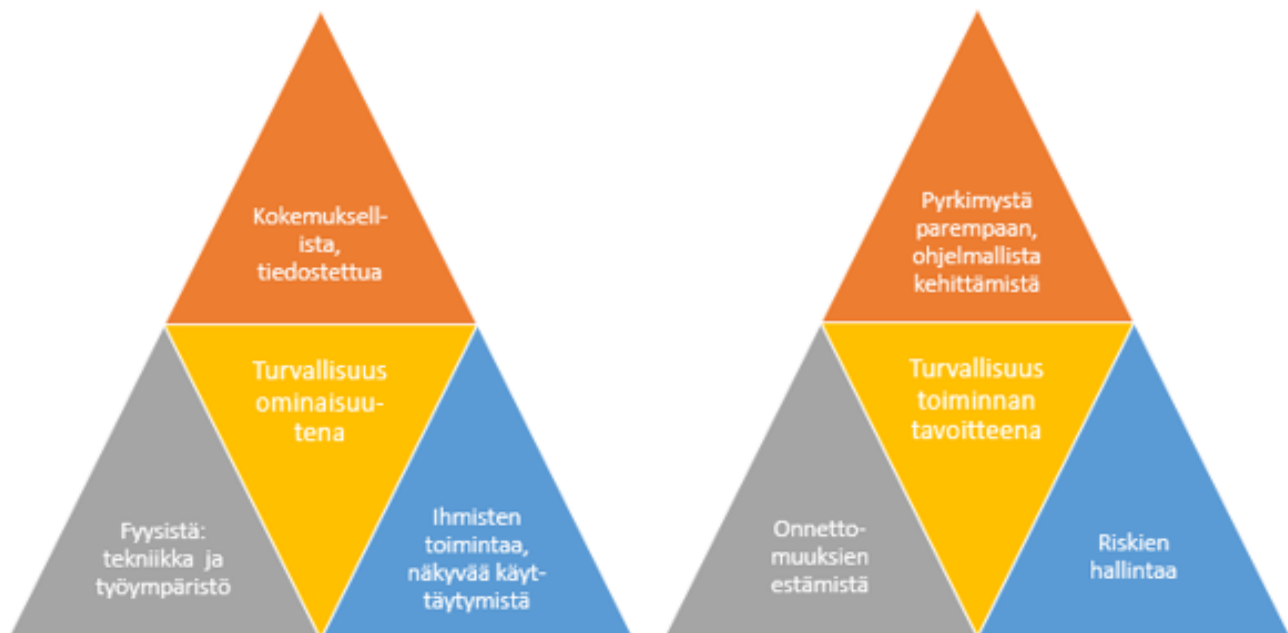 Kokemuksell-
ista,
tiedostettua
Turvallisuus
ominaisuu-
tena
Fyysistä:
tekniikka ja
työympäristö
Ihmisten
toimintaa,
näkyvää käyt-
täytymistä
Pyrkimystä
parempaan,
ohjelmallista
kehittämistä
Turvallisuus
toiminnan
tavoitteena
Onnetto-
muuksien
estämistä
Riskien
hallintaa